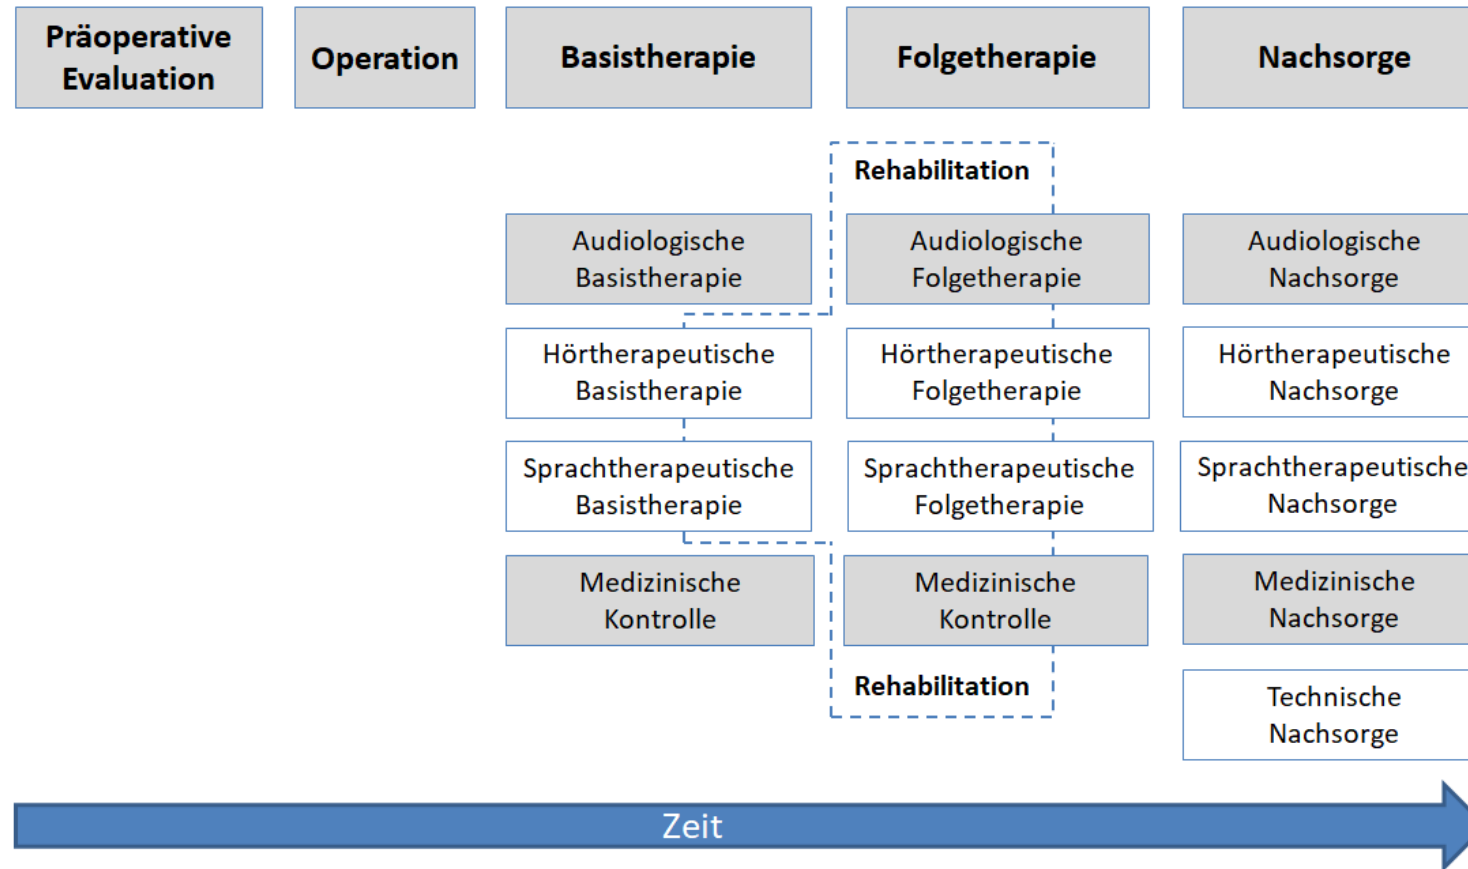 Präoperative
Evaluation
Operation
Basistherapie
Folgetherapie
Nachsorge
Rehabilitation
Audiologische
Basistherapie
Audiologische
Folgetherapie
Audiologische
Nachsorge
Hörtherapeutische
Basistherapie
Hörtherapeutische
Folgetherapie
Hörtherapeutische
Nachsorge
Sprachtherapeutische
Basistherapie
Sprachtherapeutische
Folgetherapie
Sprachtherapeutische
Nachsorge
Medizinische
Kontrolle
Medizinische
Kontrolle
Medizinische
Nachsorge
Rehabilitation
Technische
Nachsorge
Zeit